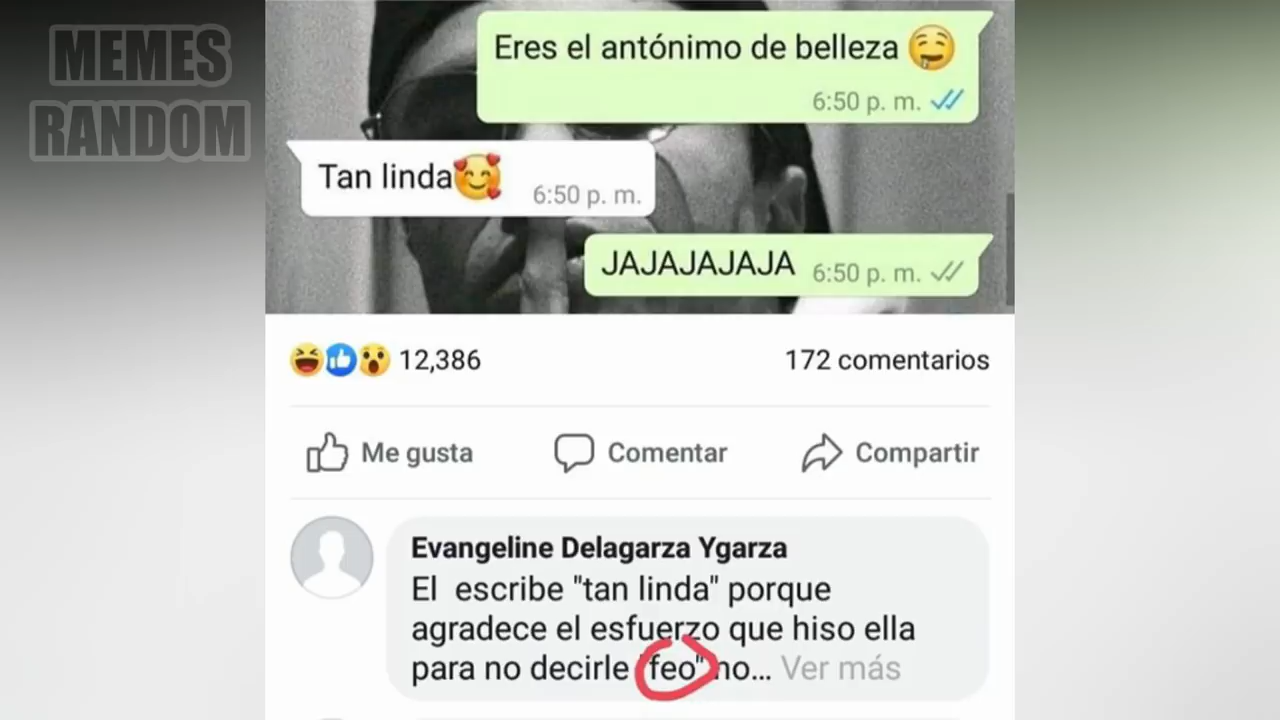 MEMES
RANDOM
Eres el antónimo de belleza 🤤
6:50 p. m.
Tan linda🥰
6:50 p. m.
JAJAJAJAJA 6:50 p. m.
12,386 172 comentarios
Me gusta Comentar Compartir
Evangeline Delagarza Ygarza
El escribe "tan linda" porque
agradece el esfuerzo que hiso ella
para no decirle "feo" no... Ver más